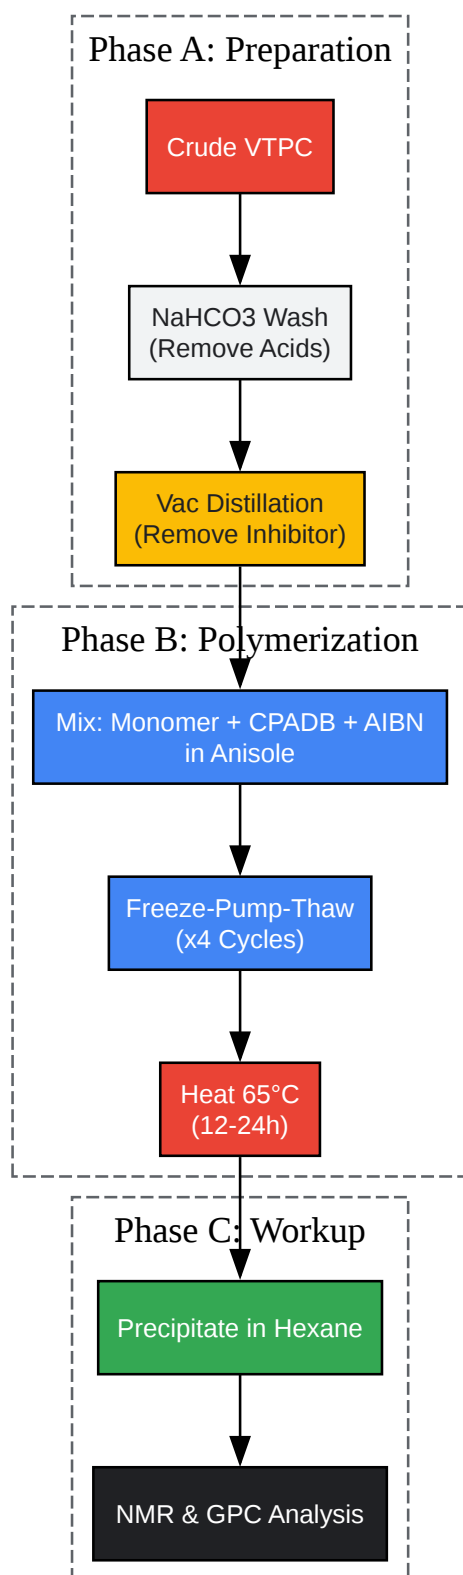 Phase A: Preparation
Crude VTPC
NaHCO3 Wash
(Remove Acids)
Vac Distillation
(Remove Inhibitor)
Phase B: Polymerization
Mix: Monomer + CPADB + AIBN
in Anisole
Freeze-Pump-Thaw
(x4 Cycles)
Heat 65°C
(12-24h)
Phase C: Workup
Precipitate in Hexane
NMR & GPC Analysis